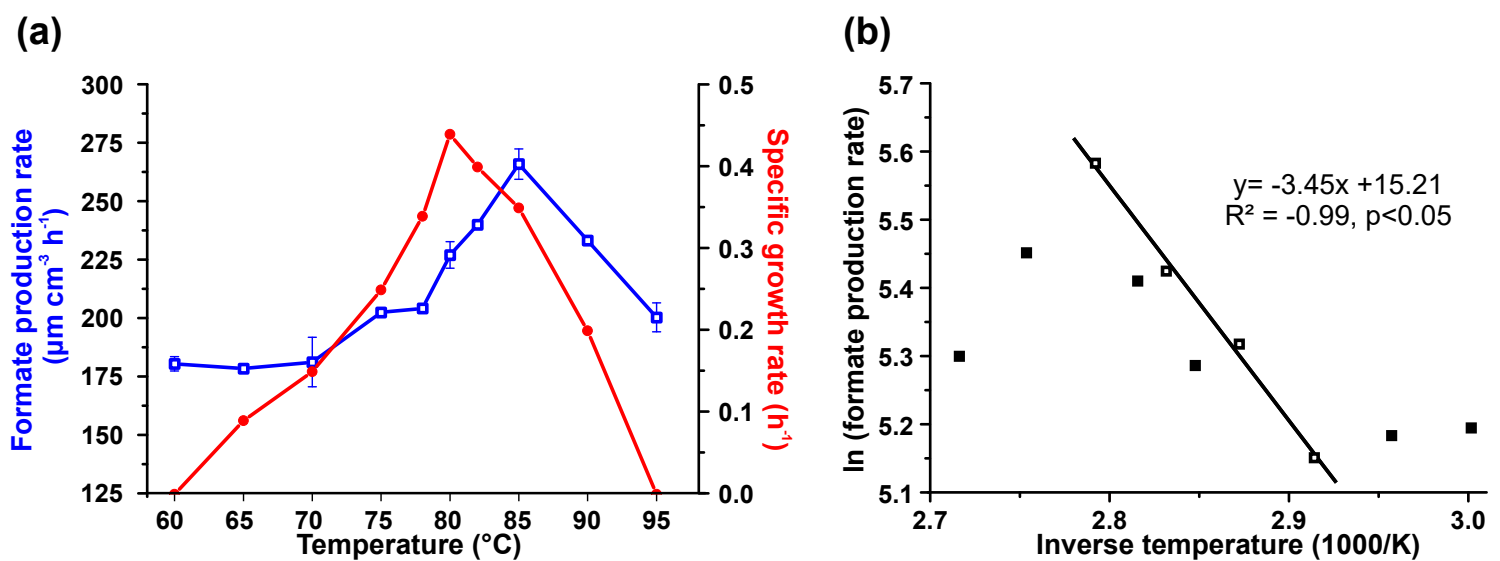 (a)
(b)
300
275
250
225
200
175
150
125
Formate production rate
(µm cm⁻³ h⁻¹)
0.5
0.4
0.3
0.2
0.1
0.0
Specific growth rate (h⁻¹)
60 65 70 75 80 85 90 95
Temperature (°C)
5.7
5.6
5.5
5.4
5.3
5.2
5.1
ln (formate production rate)
y= -3.45x +15.21
R² = -0.99, p<0.05
2.7 2.8 2.9 3.0
Inverse temperature (1000/K)